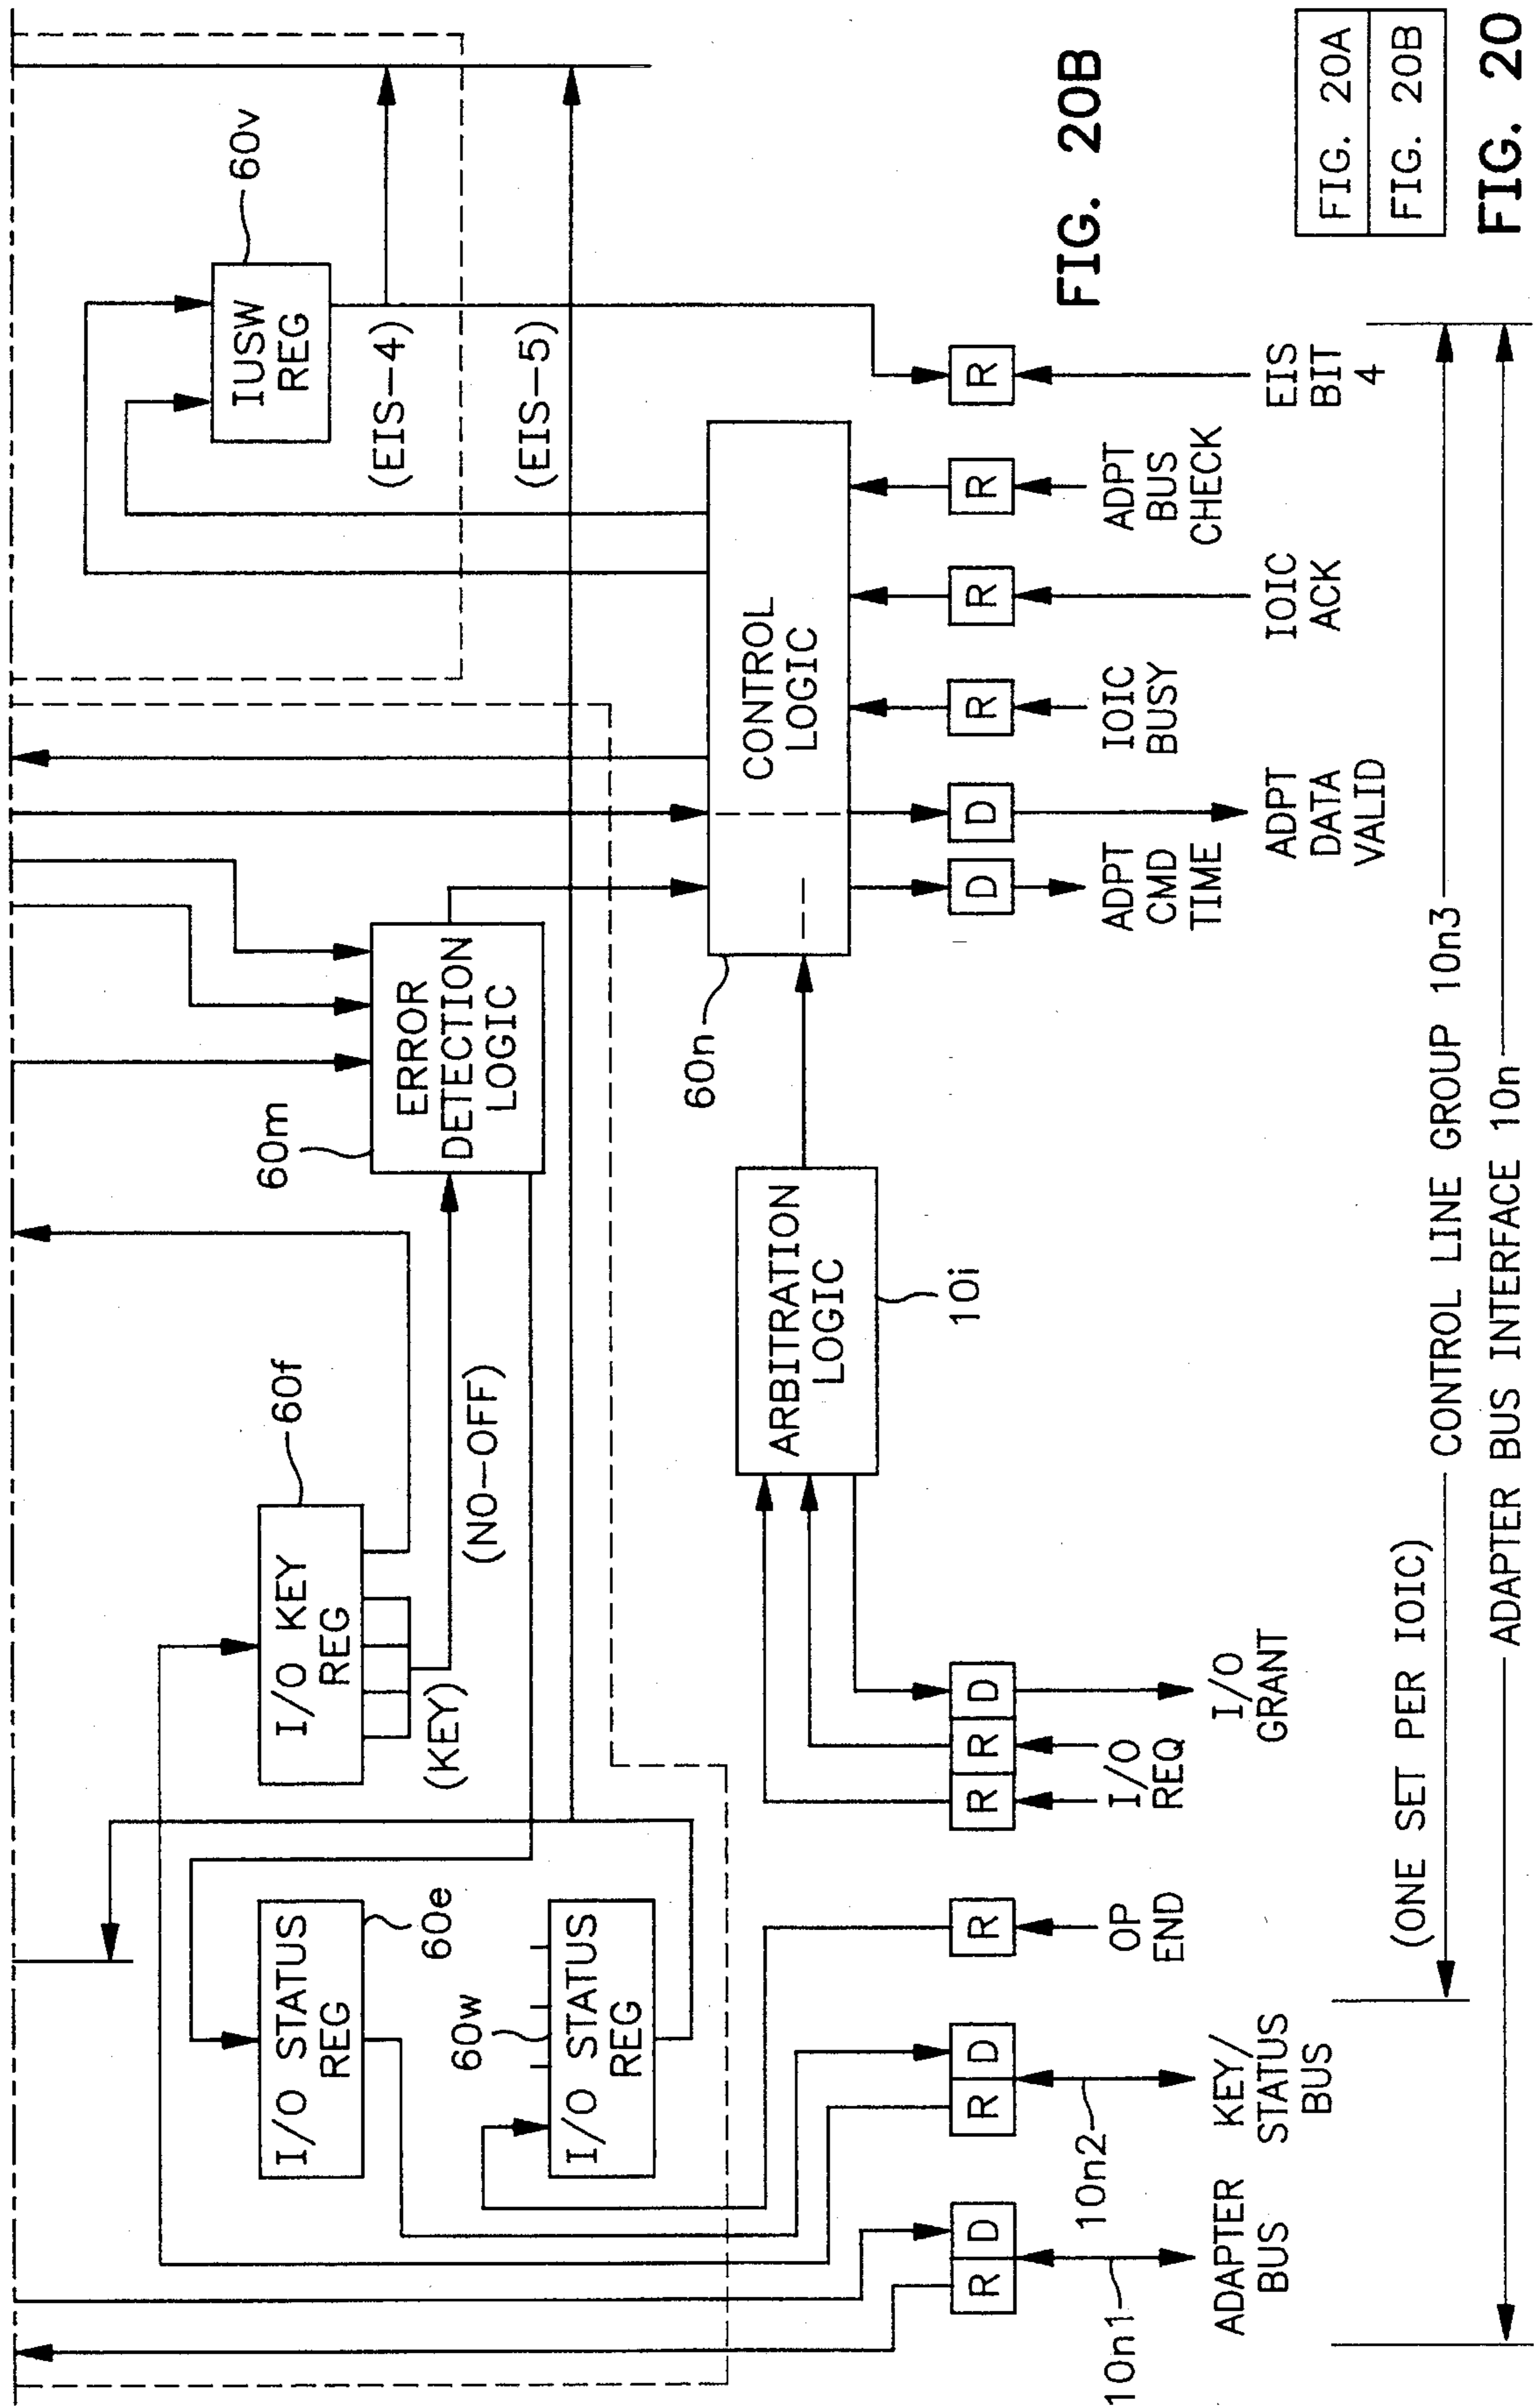 60v
IUSW
REG
(EIS-4)
(EIS-5)
60f
I/O KEY
REG
(KEY)
(NO-OFF)
60m
ERROR
DETECTION
LOGIC
I/O STATUS
REG
60e
60w
I/O STATUS
REG
ARBITRATION
LOGIC
10i
60n
CONTROL
LOGIC
R
D
R
D
R
R
R
D
D
D
R
R
R
R
10n1
ADAPTER
BUS
10n2
KEY/
STATUS
BUS
OP
END
I/O
REQ
I/O
GRANT
ADPT
CMD
TIME
ADPT
DATA
VALID
IOIC
BUSY
IOIC
ACK
ADPT
BUS
CHECK
EIS
BIT
4
(ONE SET PER IOIC)
CONTROL LINE GROUP 10n3
ADAPTER BUS INTERFACE 10n
FIG. 20B
FIG. 20A
FIG. 20B
FIG. 20